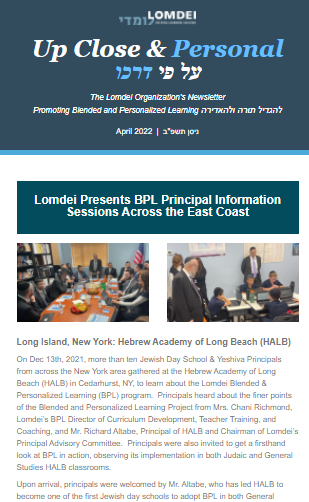 לומדי LOMDEI
Up Close & Personal
על פי דרכו
The Lomdei Organization's Newsletter
Promoting Blended and Personalized Learning להגדיל תורה ולהאדירה
April 2022 | ניסן תשפ"ב
Lomdei Presents BPL Principal Information
Sessions Across the East Coast
Long Island, New York: Hebrew Academy of Long Beach (HALB)
On Dec 13th, 2021, more than ten Jewish Day School & Yeshiva Principals
from across the New York area gathered at the Hebrew Academy of Long
Beach (HALB) in Cedarhurst, NY, to learn about the Lomdei Blended &
Personalized Learning (BPL) program.  Principals heard about the finer points
of the Blended and Personalized Learning Project from Mrs. Chani Richmond,
Lomdei's BPL Director of Curriculum Development, Teacher Training, and
Coaching, and Mr. Richard Altabe, Principal of HALB and Chairman of Lomdei's
Principal Advisory Committee.  Principals were also invited to get a firsthand
look at BPL in action, observing its implementation in both Judaic and General
Studies HALB classrooms.
Upon arrival, principals were welcomed by Mr. Altabe, who has led HALB to
become one of the first Jewish day schools to adopt BPL in both General